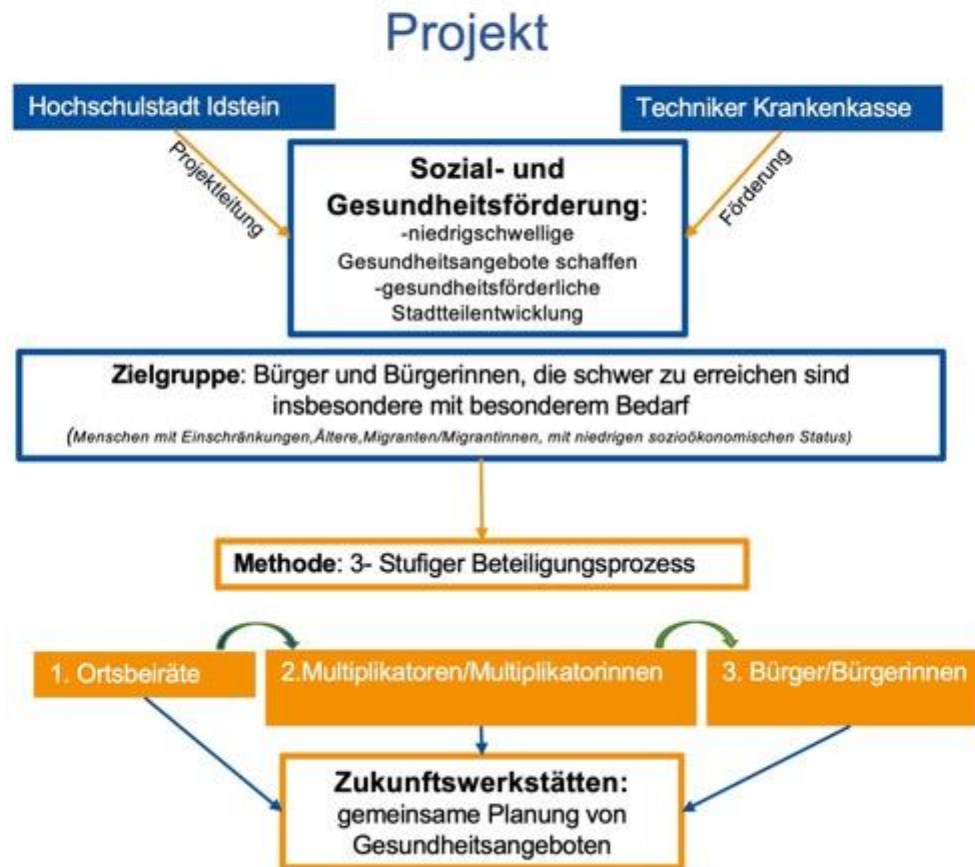 Projekt
Hochschulstadt Idstein
Techniker Krankenkasse
Projektleitung
Förderung
Sozial- und
Gesundheitsförderung:
-niedrigschwellige
Gesundheitsangebote schaffen
-gesundheitsförderliche
Stadtteilentwicklung
Zielgruppe: Bürger und Bürgerinnen, die schwer zu erreichen sind
insbesondere mit besonderem Bedarf
(Menschen mit Einschränkungen,Ältere,Migranten/Migrantinnen, mit niedrigen sozioökonomischen Status)
Methode: 3- Stufiger Beteiligungsprozess
1. Ortsbeiräte
2.Multiplikatoren/Multiplikatorinnen
3. Bürger/Bürgerinnen
Zukunftswerkstätten:
gemeinsame Planung von
Gesundheitsangeboten